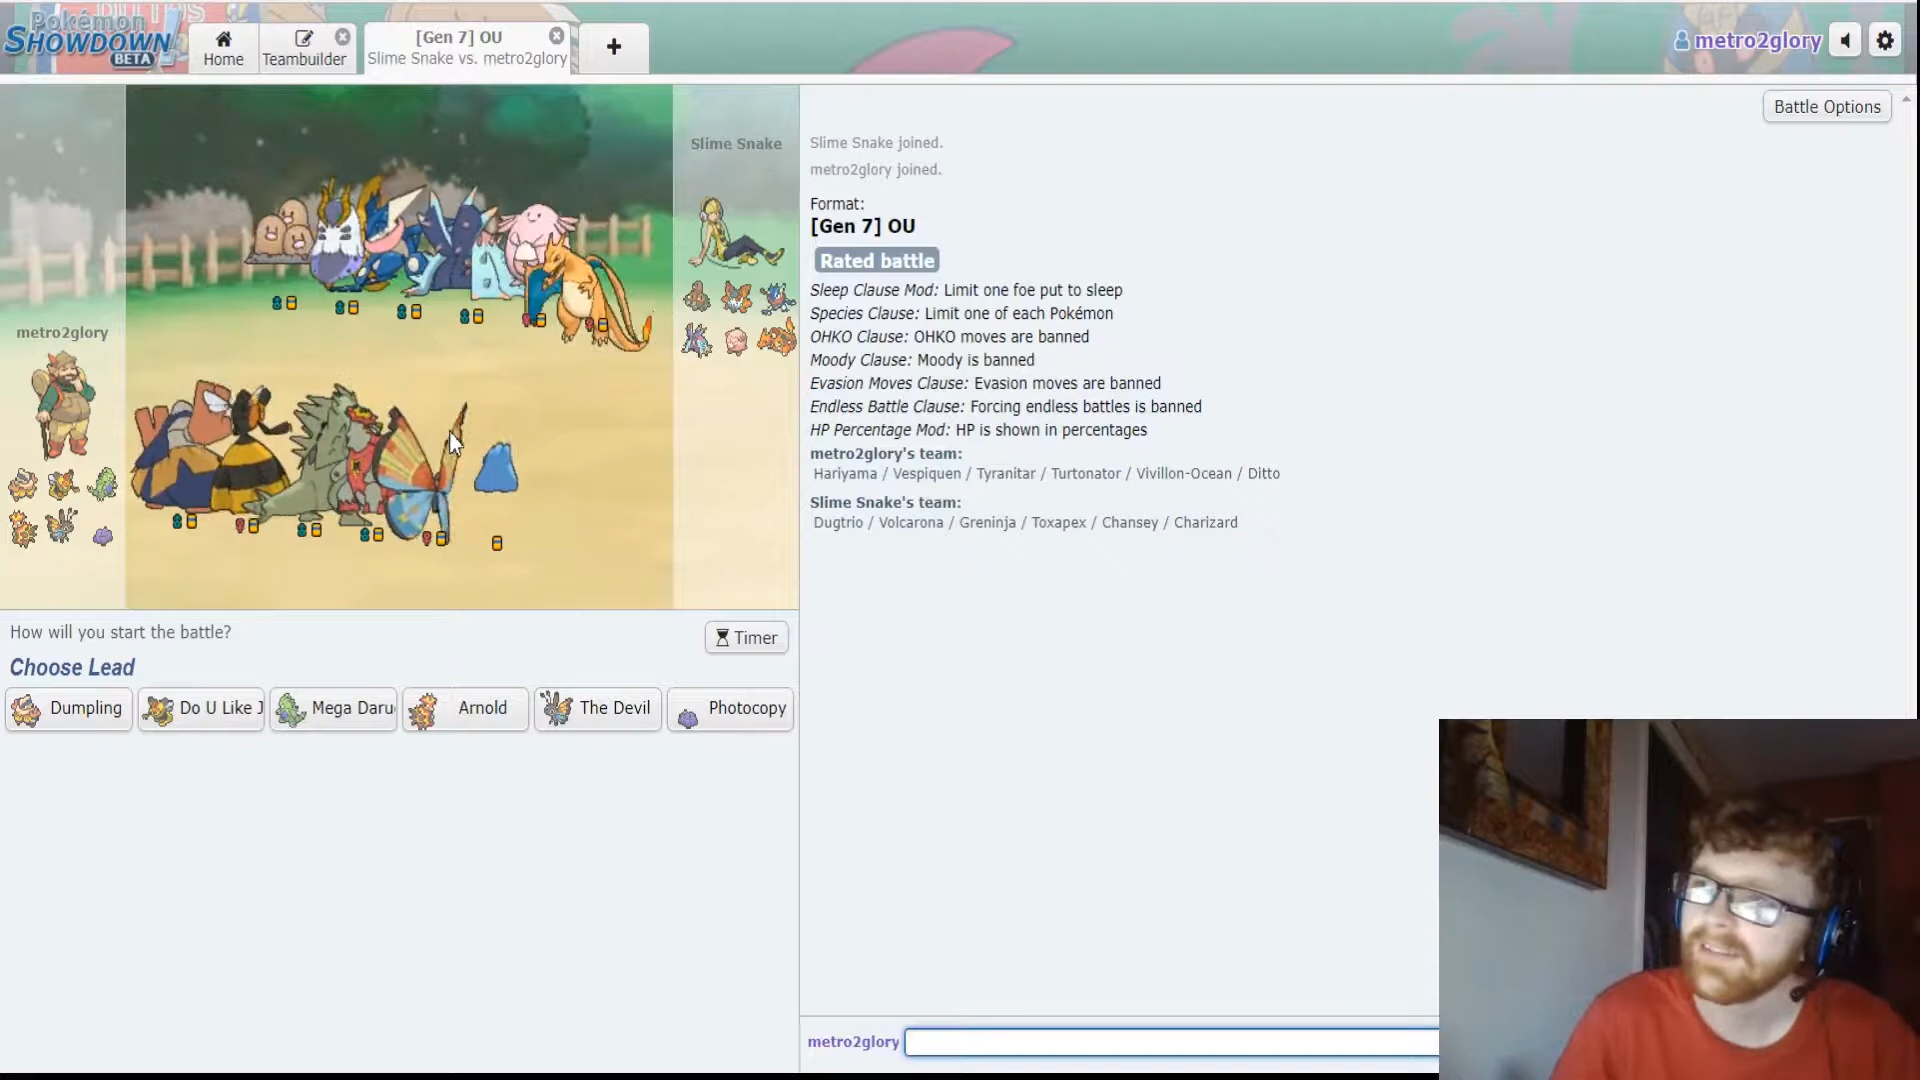 Pokémon
SHOWDOWN
BETA
Home
Teambuilder
[Gen 7] OU
Slime Snake vs. metro2glory
+
metro2glory
Battle Options
Slime Snake
metro2glory
Slime Snake joined.
metro2glory joined.
Format:
[Gen 7] OU
Rated battle
Sleep Clause Mod: Limit one foe put to sleep
Species Clause: Limit one of each Pokémon
OHKO Clause: OHKO moves are banned
Moody Clause: Moody is banned
Evasion Moves Clause: Evasion moves are banned
Endless Battle Clause: Forcing endless battles is banned
HP Percentage Mod: HP is shown in percentages
metro2glory's team:
Hariyama / Vespiquen / Tyranitar / Turtonator / Vivillon-Ocean / Ditto
Slime Snake's team:
Dugtrio / Volcarona / Greninja / Toxapex / Chansey / Charizard
How will you start the battle?
Timer
Choose Lead
Dumpling
Do U Like J
Mega Daru
Arnold
The Devil
Photocopy
metro2glory